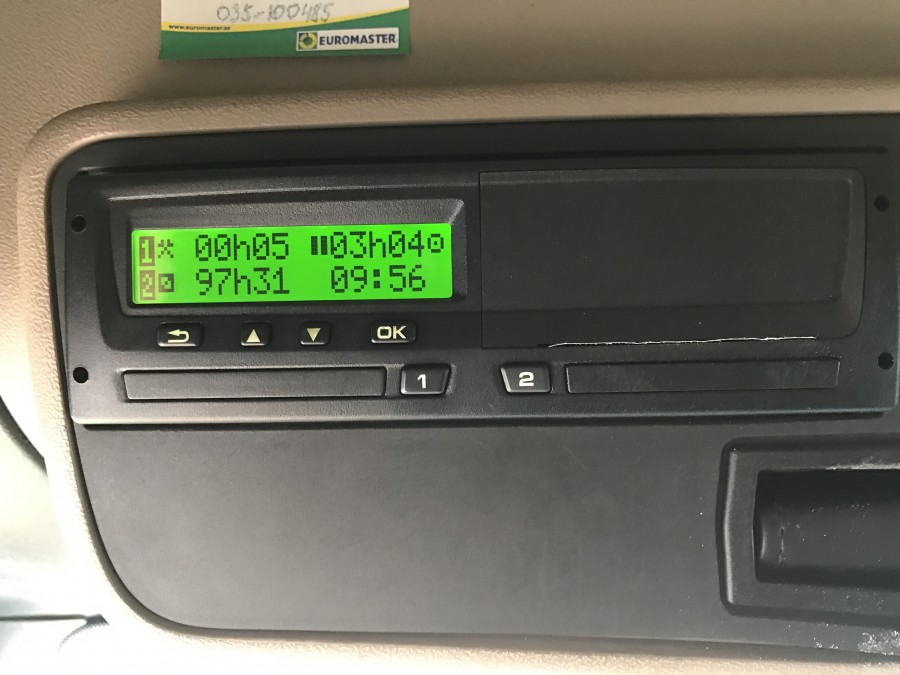 035-100485
www.euromaster.se
EUROMASTER
1 00h05 03h04
2 97h31 09:56
OK
1
2